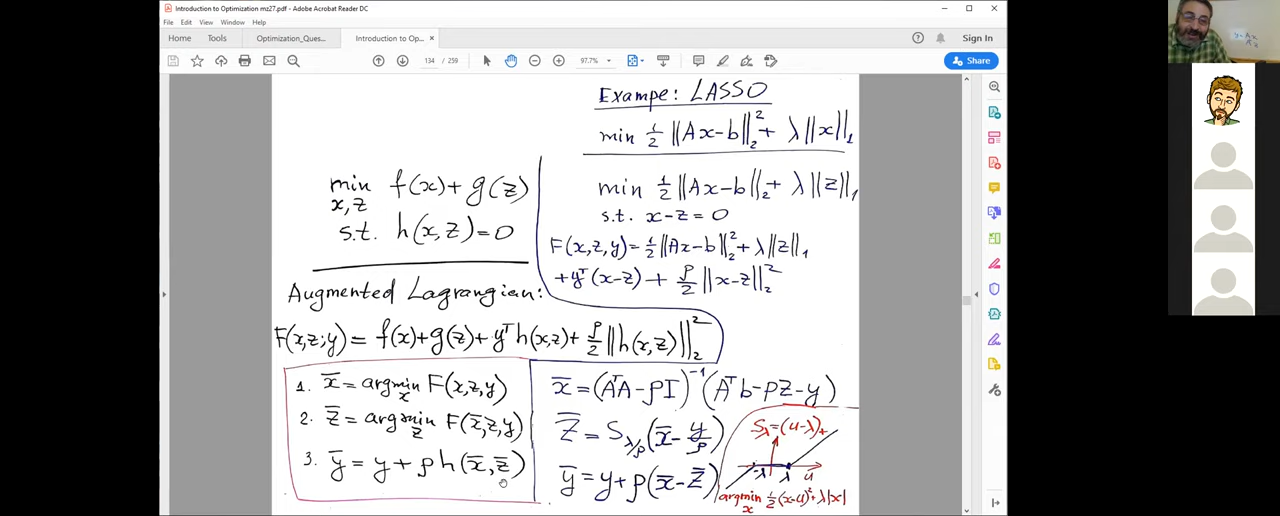 Introduction to Optimization mz27.pdf - Adobe Acrobat Reader DC
File Edit View Window Help
Home Tools Optimization_Ques... Introduction to Op... × Sign In
134 / 259 97.7% Share
Exampe: LASSO
min ½ ||Ax-b||₂² + λ||x||₁
min ½ ||Ax-b||₂ + λ||z||₁
s.t. x-z=0
F(x,z,y)=½||Ax-b||₂²+λ||z||₁
+yᵀ(x-z)+ ρ/2 ||x-z||₂²
min f(x)+g(z)
x,z
s.t. h(x,z)=0
Augmented Lagrangian:
F(x,z;y)= f(x)+g(z)+yᵀh(x,z)+ ρ/2 ||h(x,z)||₂²
1. x̄ = argmin F(x,z,y)
x
2. z̄ = argmin F(x̄,z,y)
z
3. ȳ = y + ρ h(x̄,z̄)
x̄ = (AᵀA-ρI)⁻¹(Aᵀb-ρz-y)
z̄ = S_λ/ρ (x̄ - y/ρ)
ȳ = y+ρ(x̄-z̄)
S_λ=(u-λ)₊
-λ λ u
argmin ½(x-u)²+λ|x|
x